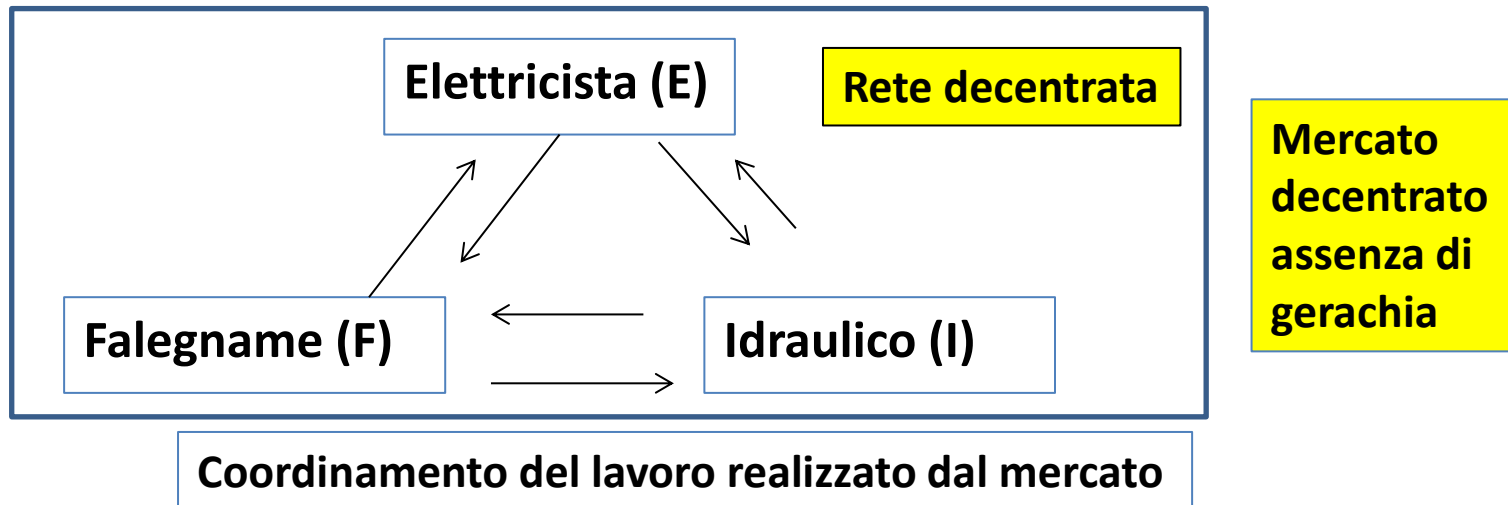 Elettricista (E)
Rete decentrata
Mercato
decentrato
assenza di
gerachia
Falegname (F)
Idraulico (I)
Coordinamento del lavoro realizzato dal mercato